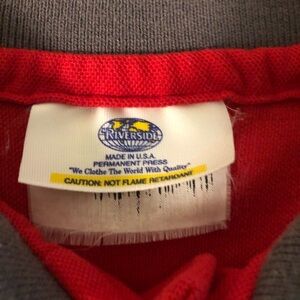 RIVERSIDE
MADE IN U.S.A.
PERMANENT PRESS
"We Clothe The World With Quality"
CAUTION: NOT FLAME RETARDANT